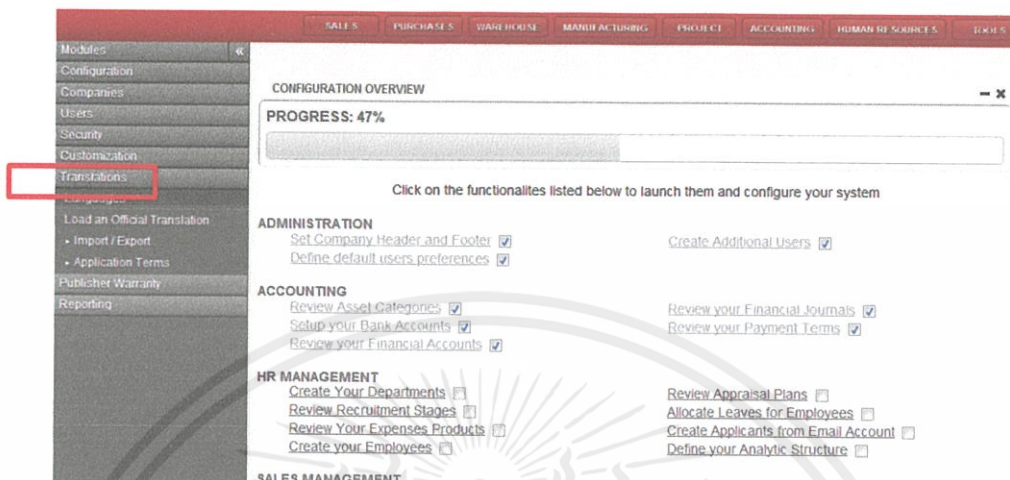 SALES PURCHASES WAREHOUSE MANUFACTURING PROJECT ACCOUNTING HUMAN RESOURCES TOOLS
Modules «
Configuration
Companies
Users
Security
Customization
Translations
Languages
Load an Official Translation
Import / Export
Application Terms
Publisher Warranty
Reporting
CONFIGURATION OVERVIEW
PROGRESS: 47%
Click on the functionalites listed below to launch them and configure your system
ADMINISTRATION
Set Company Header and Footer Create Additional Users
Define default users preferences
ACCOUNTING
Review Asset Categories Review your Financial Journals
Setup your Bank Accounts Review your Payment Terms
Review your Financial Accounts
HR MANAGEMENT
Create Your Departments Review Appraisal Plans
Review Recruitment Stages Allocate Leaves for Employees
Review Your Expenses Products Create Applicants from Email Account
Create your Employees Define your Analytic Structure
SALES MANAGEMENT